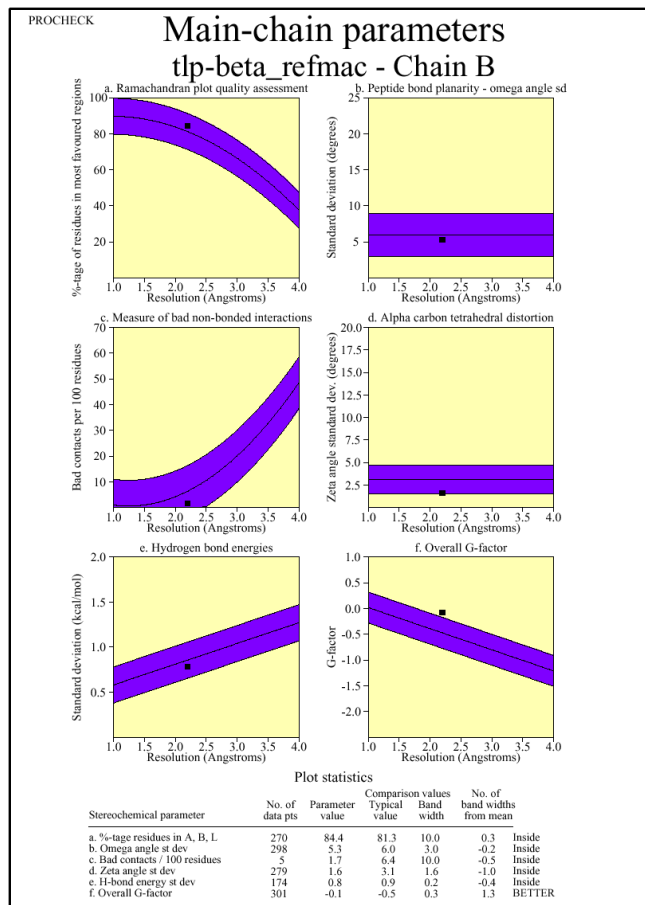 PROCHECK
Main-chain parameters
tlp-beta_refmac - Chain B
a. Ramachandran plot quality assessment
%-tage of residues in most favoured regions
100
80
60
40
20
1.0 1.5 2.0 2.5 3.0 3.5 4.0
Resolution (Angstroms)
b. Peptide bond planarity - omega angle sd
Standard deviation (degrees)
25
20
15
10
5
1.0 1.5 2.0 2.5 3.0 3.5 4.0
Resolution (Angstroms)
c. Measure of bad non-bonded interactions
Bad contacts per 100 residues
70
60
50
40
30
20
10
1.0 1.5 2.0 2.5 3.0 3.5 4.0
Resolution (Angstroms)
d. Alpha carbon tetrahedral distortion
Zeta angle standard dev. (degrees)
20.0
17.5
15.0
12.5
10.0
7.5
5.0
2.5
1.0 1.5 2.0 2.5 3.0 3.5 4.0
Resolution (Angstroms)
e. Hydrogen bond energies
Standard deviation (kcal/mol)
2.0
1.5
1.0
0.5
1.0 1.5 2.0 2.5 3.0 3.5 4.0
Resolution (Angstroms)
f. Overall G-factor
G-factor
1.0
0.5
0.0
-0.5
-1.0
-1.5
-2.0
1.0 1.5 2.0 2.5 3.0 3.5 4.0
Resolution (Angstroms)
Plot statistics
Comparison values
No. of Parameter Typical Band No. of band widths
Stereochemical parameter data pts value value width from mean
a. %-tage residues in A, B, L 270 84.4 81.3 10.0 0.3 Inside
b. Omega angle st dev 298 5.3 6.0 3.0 -0.2 Inside
c. Bad contacts / 100 residues 5 1.7 6.4 10.0 -0.5 Inside
d. Zeta angle st dev 279 1.6 3.1 1.6 -1.0 Inside
e. H-bond energy st dev 174 0.8 0.9 0.2 -0.4 Inside
f. Overall G-factor 301 -0.1 -0.5 0.3 1.3 BETTER